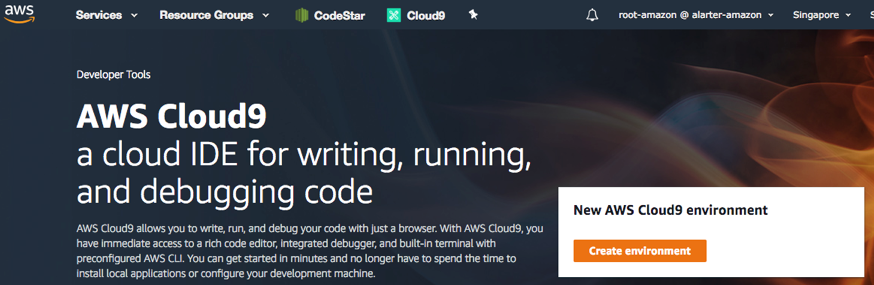 aws Services Resource Groups CodeStar Cloud9 root-amazon @ alarter-amazon Singapore S
Developer Tools
AWS Cloud9
a cloud IDE for writing, running,
and debugging code
AWS Cloud9 allows you to write, run, and debug your code with just a browser. With AWS Cloud9, you
have immediate access to a rich code editor, integrated debugger, and built-in terminal with
preconfigured AWS CLI. You can get started in minutes and no longer have to spend the time to
install local applications or configure your development machine.
New AWS Cloud9 environment
Create environment